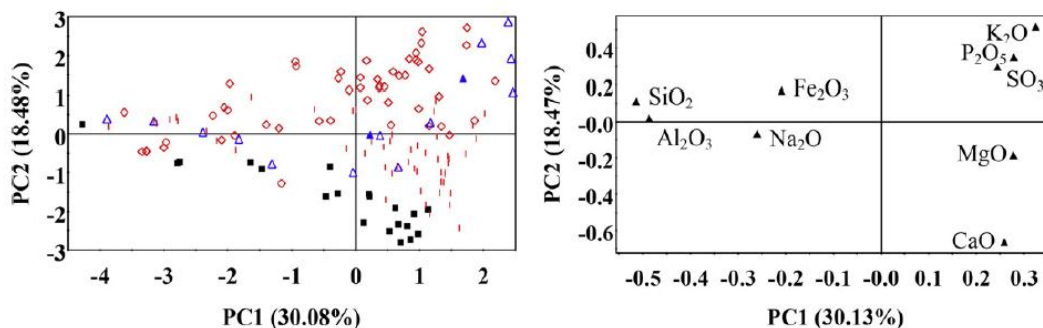 3
2
1
0
-1
-2
-3
PC2 (18.48%)
-4
-3
-2
-1
0
1
2
PC1 (30.08%)
0.4
0.2
-0.0
-0.2
-0.4
-0.6
PC2 (18.47%)
K₂O
P₂O₅
SO₃
SiO₂
Fe₂O₃
Al₂O₃
Na₂O
MgO
CaO
-0.5 -0.4 -0.3 -0.2 -0.1 -0.0 0.1 0.2 0.3
PC1 (30.13%)